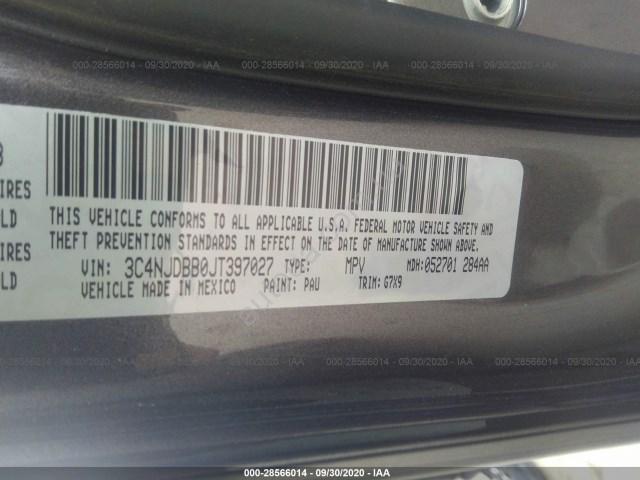 000-28566014 - 09/30/2020 - IAA 000-28566014 - 09/30/2020 - IAA 000-28566014 - 09/30/2020 - IAA
IRES
LD
IRES
LD
THIS VEHICLE CONFORMS TO ALL APPLICABLE U.S.A. FEDERAL MOTOR VEHICLE SAFETY AND
THEFT PREVENTION STANDARDS IN EFFECT ON THE DATE OF MANUFACTURE SHOWN ABOVE.
VIN: 3C4NJDBB0JT397027 TYPE: MPV MDH:052701 284AA
VEHICLE MADE IN MEXICO PAINT: PAU TRIM: G7X9
000-28566014 - 09/30/2020 - IAA 000-28566014 - 09/30/2020 - IAA 000-28566014 - 09/30/2020 - IAA
000-28566014 - 09/30/2020 - IAA